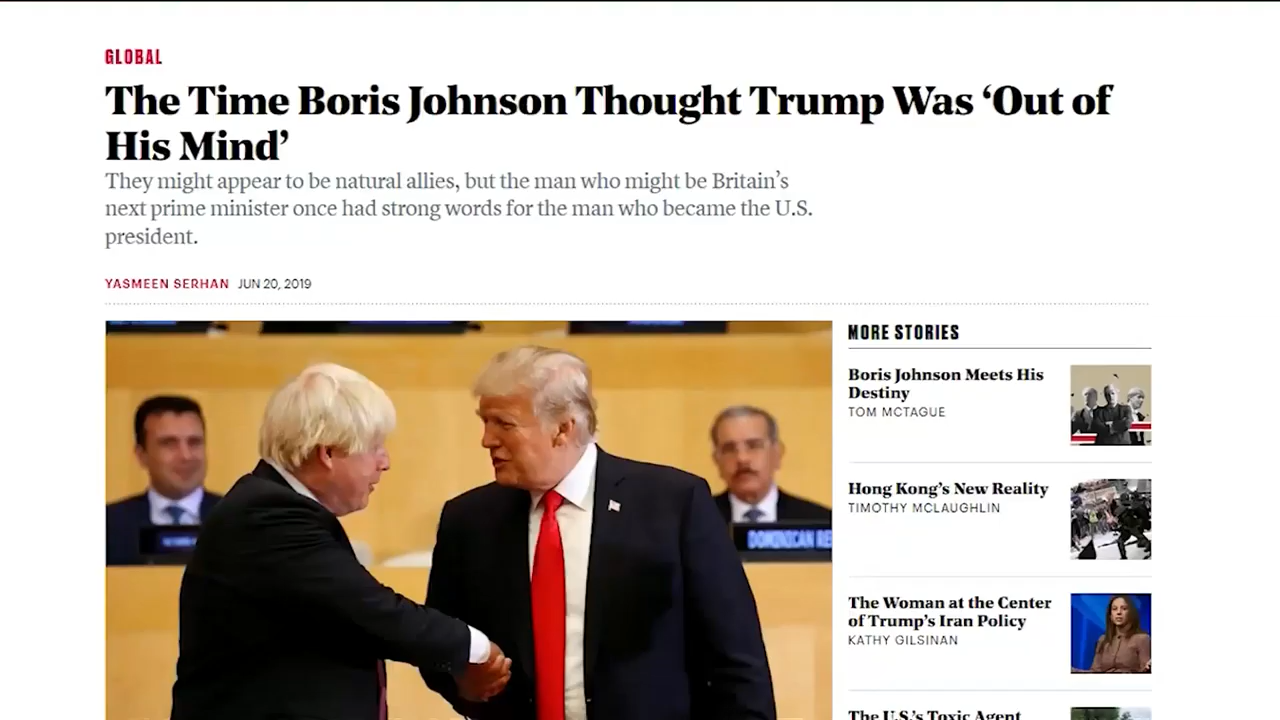 GLOBAL
The Time Boris Johnson Thought Trump Was ‘Out of
His Mind’
They might appear to be natural allies, but the man who might be Britain’s
next prime minister once had strong words for the man who became the U.S.
president.
YASMEEN SERHAN JUN 20, 2019
DOMINICAN RE
MORE STORIES
Boris Johnson Meets His
Destiny
TOM MCTAGUE
Hong Kong’s New Reality
TIMOTHY MCLAUGHLIN
The Woman at the Center
of Trump’s Iran Policy
KATHY GILSINAN
The U.S.’s Toxic Agent